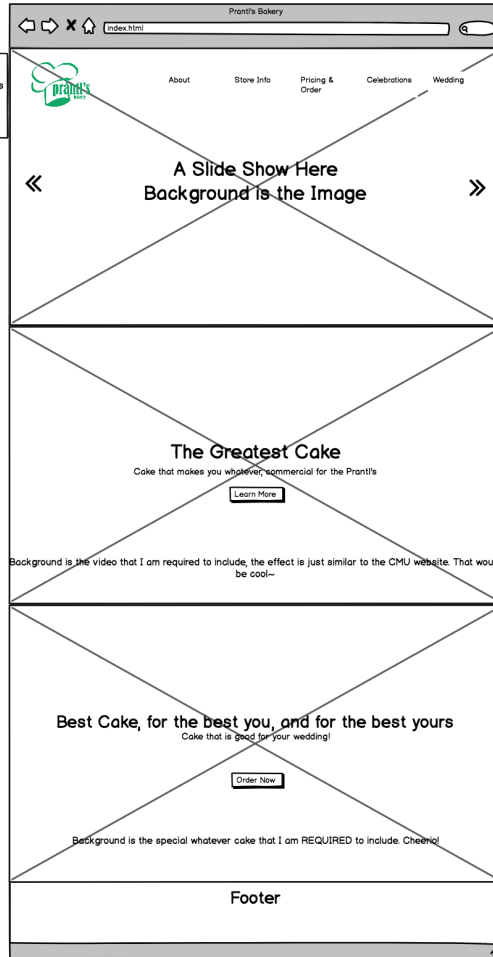 Prantl's Bakery
index.html
s
prantl's
BAKERY
About
Store Info
Pricing &
Order
Celebrations
Wedding
A Slide Show Here
Background is the Image
The Greatest Cake
Cake that makes you whatever, commercial for the Prantl's
Learn More
Background is the video that I am required to include, the effect is just similar to the CMU website. That wou
be cool~
Best Cake, for the best you, and for the best yours
Cake that is good for your wedding!
Order Now
Background is the special whatever cake that I am REQUIRED to include. Cheerio!
Footer